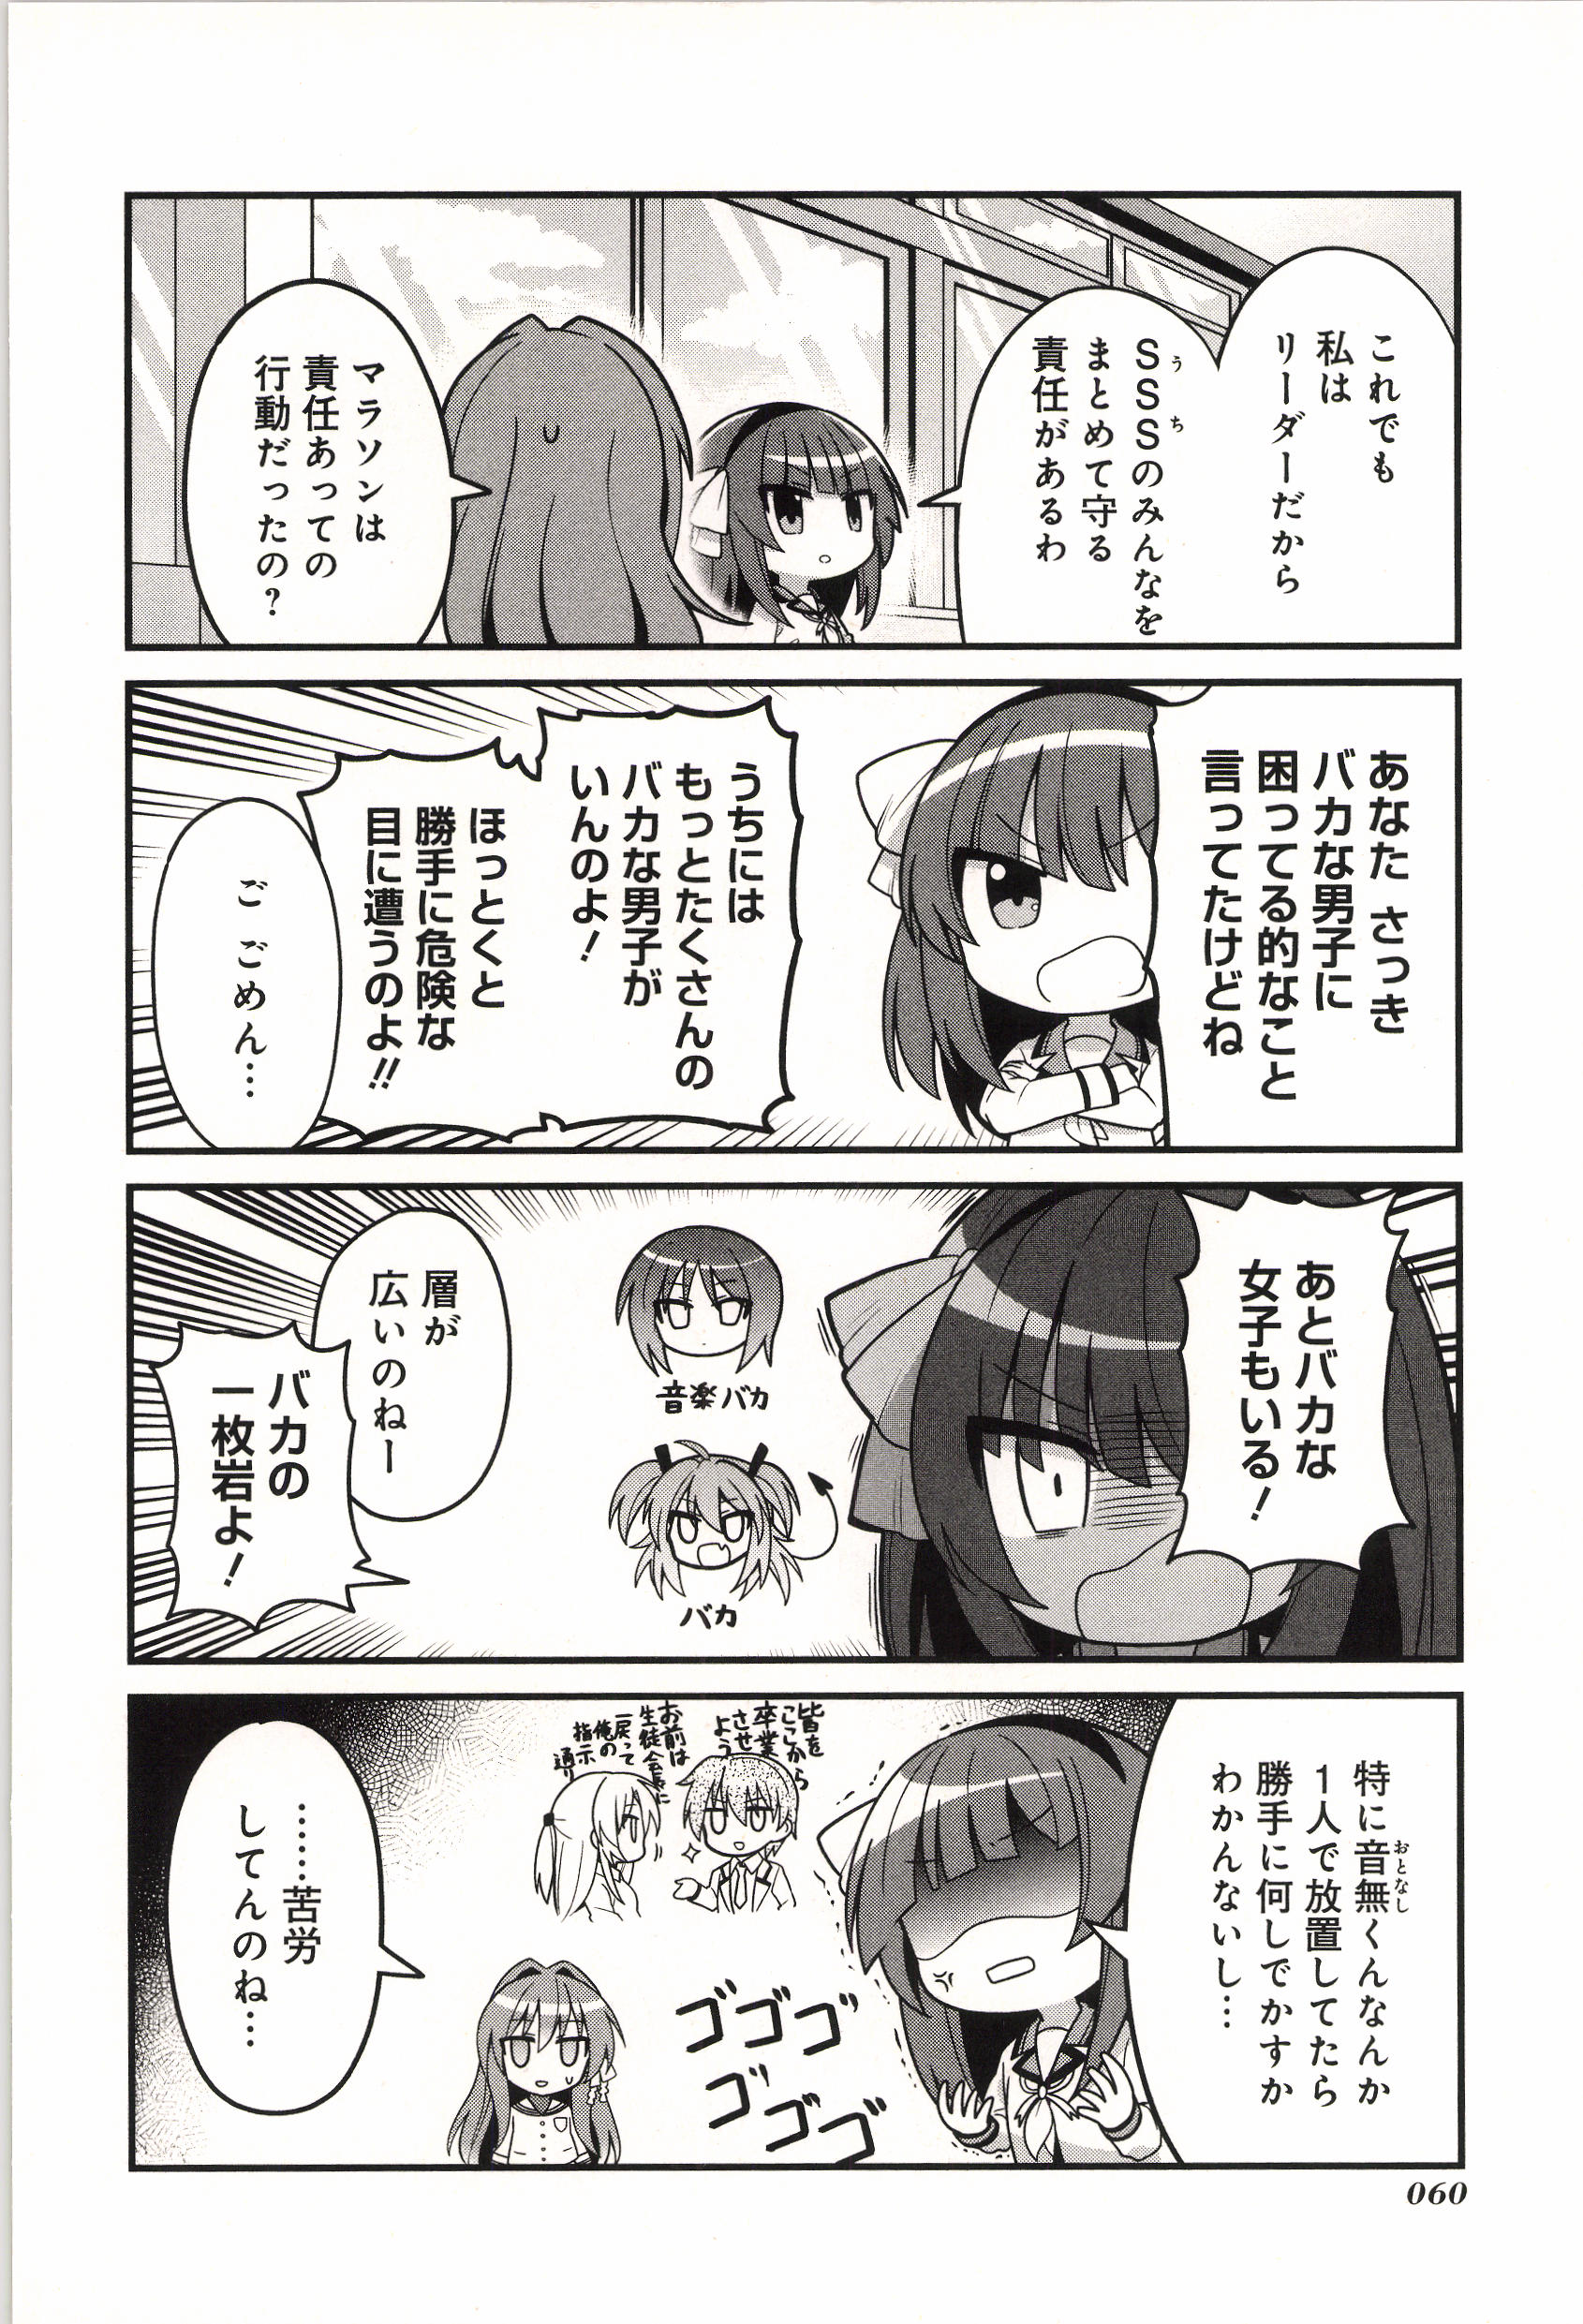 これでも
私は
リーダーだから
SSSのみんなを
うち
まとめて守る
責任があるわ
マラソンは
責任あっての
行動だったの?
あなた さっき
バカな男子に
困ってる的なこと
言ってたけどね
うちには
もっとたくさんの
バカな男子が
いんのよ!
ほっとくと
勝手に危険な
目に遭うのよ!!
ご ごめん…
あとバカな
女子もいる!
音楽バカ
バカ
層が
広いのねー
バカの
一枚岩よ!
特に音無くんなんか
おとなし
1人で放置してたら
勝手に何しでかすか
わかんないし…
皆を
ここから
卒業
させよう
お前は
生徒会長に
戻って
俺の
指示
通り
ゴゴゴ
ゴゴゴ
……苦労
してんのね…
060